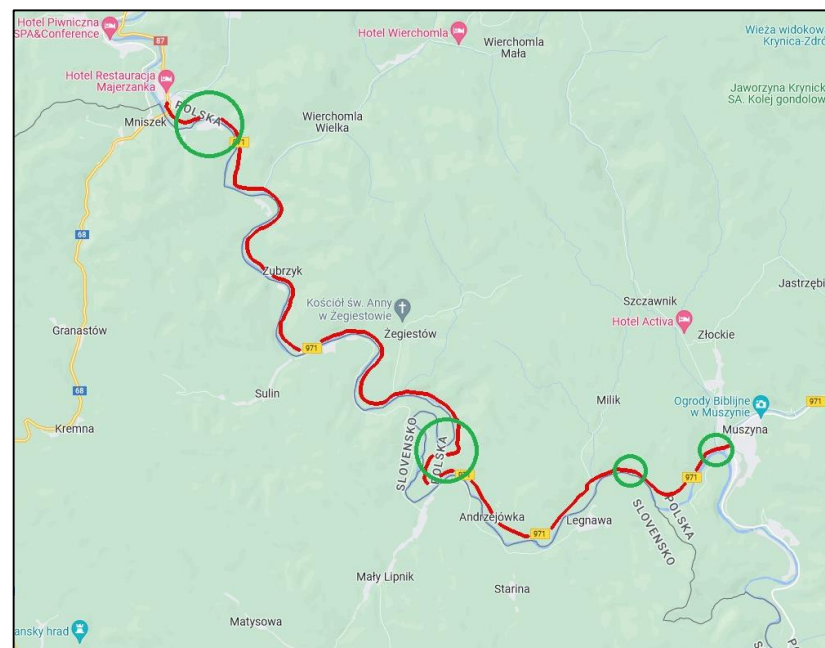 Hotel Piwniczna
SPA&Conference
87
Hotel Wierchomla
Wierchomla
Mała
Wieża widokow
Krynica-Zdró
Hotel Restauracja
Majerzanka
Jaworzyna Krynick
SA. Kolej gondolow
POLSKA
Mniszek
Wierchomla
Wielka
971
68
Zubrzyk
Jastrzębi
Kościół św. Anny
w Żegiestowie
Szczawnik
Hotel Activa
Złockie
Granastów
Żegiestów
971
Sulin
68
Milik
Ogrody Biblijne
w Muszynie
971
Kremna
Muszyna
SLOVENSKO
POLSKA
971
971
Andrzejówka
Legnawa
POLSKA
SLOVENSKO
971
Mały Lipnik
Starina
Matysowa
ansky hrad